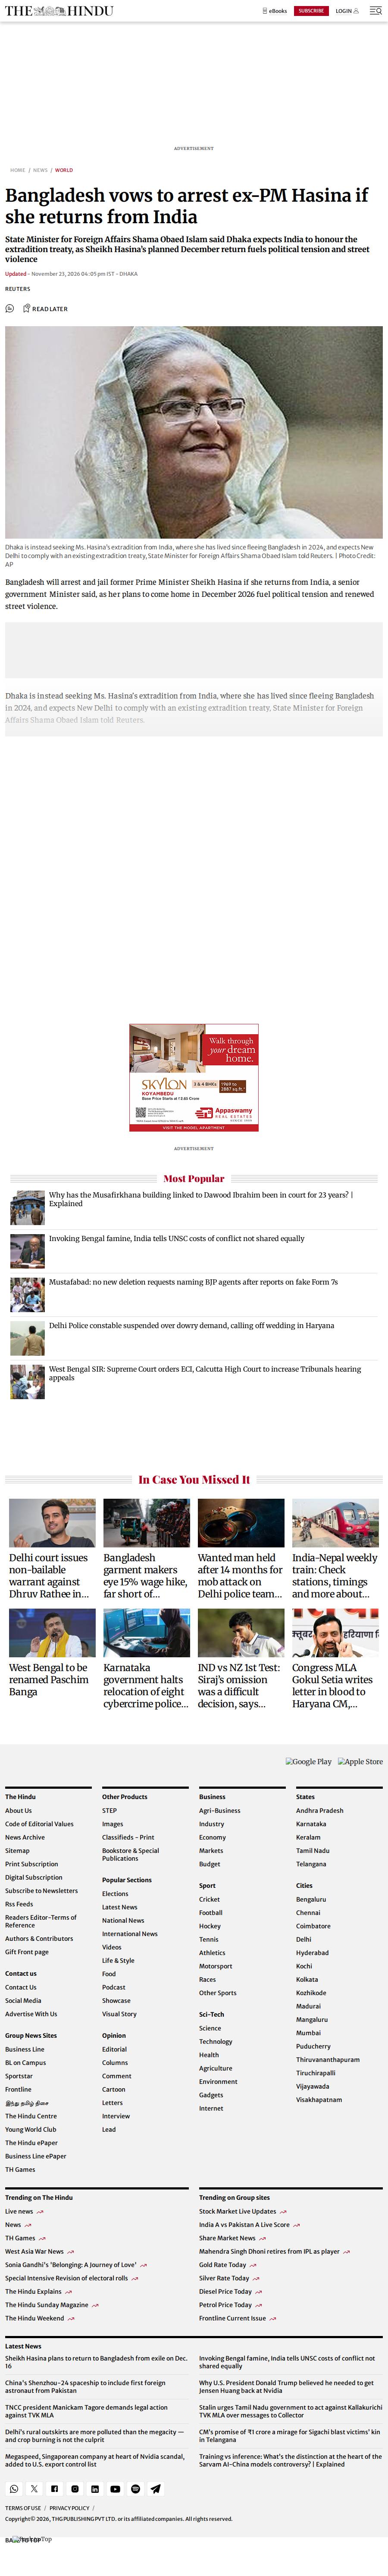 THE HINDU
eBooks
SUBSCRIBE
LOGIN
ADVERTISEMENT
HOME / NEWS / WORLD
Bangladesh vows to arrest ex-PM Hasina if
she returns from India
State Minister for Foreign Affairs Shama Obaed Islam said Dhaka expects India to honour the
extradition treaty, as Sheikh Hasina’s planned December return fuels political tension and street
violence
Updated - November 23, 2026 04:05 pm IST - DHAKA
REUTERS
READ LATER
Dhaka is instead seeking Ms. Hasina’s extradition from India, where she has lived since fleeing Bangladesh in 2024, and expects New
Delhi to comply with an existing extradition treaty, State Minister for Foreign Affairs Shama Obaed Islam told Reuters. | Photo Credit:
AP
Bangladesh will arrest and jail former Prime Minister Sheikh Hasina if she returns from India, a senior
government Minister said, as her plans to come home in December 2026 fuel political tension and renewed
street violence.
Dhaka is instead seeking Ms. Hasina’s extradition from India, where she has lived since fleeing Bangladesh
in 2024, and expects New Delhi to comply with an existing extradition treaty, State Minister for Foreign
Affairs Shama Obaed Islam told Reuters.
Walk through
your dream
home.
SKYLON
KOYAMBEDU
3 & 4 BHKs
1969 to
2887 sq.ft.*
Base Price Starts @ 3.65 Crore
Appaswamy
REAL ESTATES
VISIT THE MODEL APARTMENT
ADVERTISEMENT
Most Popular
Why has the Musafirkhana building linked to Dawood Ibrahim been in court for 23 years? |
Explained
Invoking Bengal famine, India tells UNSC costs of conflict not shared equally
Mustafabad: no new deletion requests naming BJP agents after reports on fake Form 7s
Delhi Police constable suspended over dowry demand, calling off wedding in Haryana
West Bengal SIR: Supreme Court orders ECI, Calcutta High Court to increase Tribunals hearing
appeals
In Case You Missed It
Delhi court issues
non-bailable
warrant against
Dhruv Rathee in...
Bangladesh
garment makers
eye 15% wage hike,
far short of...
Wanted man held
after 14 months for
mob attack on
Delhi police team...
India-Nepal weekly
train: Check
stations, timings
and more about...
West Bengal to be
renamed Paschim
Banga
Karnataka
government halts
relocation of eight
cybercrime police...
IND vs NZ 1st Test:
Siraj’s omission
was a difficult
decision, says...
Congress MLA
Gokul Setia writes
letter in blood to
Haryana CM,...
Google Play
Apple Store
The Hindu
About Us
Code of Editorial Values
News Archive
Sitemap
Print Subscription
Digital Subscription
Subscribe to Newsletters
Rss Feeds
Readers Editor-Terms of
Reference
Authors & Contributors
Gift Front page
Contact us
Contact Us
Social Media
Advertise With Us
Group News Sites
Business Line
BL on Campus
Sportstar
Frontline
இந்து தமிழ் திசை
The Hindu Centre
Young World Club
The Hindu ePaper
Business Line ePaper
TH Games
Other Products
STEP
Images
Classifieds - Print
Bookstore & Special
Publications
Popular Sections
Elections
Latest News
National News
International News
Videos
Life & Style
Food
Podcast
Showcase
Visual Story
Opinion
Editorial
Columns
Comment
Cartoon
Letters
Interview
Lead
Business
Agri-Business
Industry
Economy
Markets
Budget
Sport
Cricket
Football
Hockey
Tennis
Athletics
Motorsport
Races
Other Sports
Sci-Tech
Science
Technology
Health
Agriculture
Environment
Gadgets
Internet
States
Andhra Pradesh
Karnataka
Keralam
Tamil Nadu
Telangana
Cities
Bengaluru
Chennai
Coimbatore
Delhi
Hyderabad
Kochi
Kolkata
Kozhikode
Madurai
Mangaluru
Mumbai
Puducherry
Thiruvananthapuram
Tiruchirapalli
Vijayawada
Visakhapatnam
Trending on The Hindu
Live news
News
TH Games
West Asia War News
Sonia Gandhi's 'Belonging: A Journey of Love'
Special Intensive Revision of electoral rolls
The Hindu Explains
The Hindu Sunday Magazine
The Hindu Weekend
Trending on Group sites
Stock Market Live Updates
India A vs Pakistan A Live Score
Share Market News
Mahendra Singh Dhoni retires from IPL as player
Gold Rate Today
Silver Rate Today
Diesel Price Today
Petrol Price Today
Frontline Current Issue
Latest News
Sheikh Hasina plans to return to Bangladesh from exile on Dec.
16
Invoking Bengal famine, India tells UNSC costs of conflict not
shared equally
China's Shenzhou-24 spaceship to include first foreign
astronaut from Pakistan
Why U.S. President Donald Trump believed he needed to get
Jensen Huang back at Nvidia
TNCC president Manickam Tagore demands legal action
against TVK MLA
Stalin urges Tamil Nadu government to act against Kallakurichi
TVK MLA over messages to Collector
Delhi’s rural outskirts are more polluted than the megacity —
and crop burning is not the culprit
CM's promise of ₹1 crore a mirage for Sigachi blast victims' kin
in Telangana
Megaspeed, Singaporean company at heart of Nvidia scandal,
added to U.S. export control list
Training vs inference: What's the distinction at the heart of the
Sarvam AI-China models controversy? | Explained
TERMS OF USE / PRIVACY POLICY /
Copyright© 2026, THG PUBLISHING PVT LTD. or its affiliated companies. All rights reserved.
BACK TO TOP